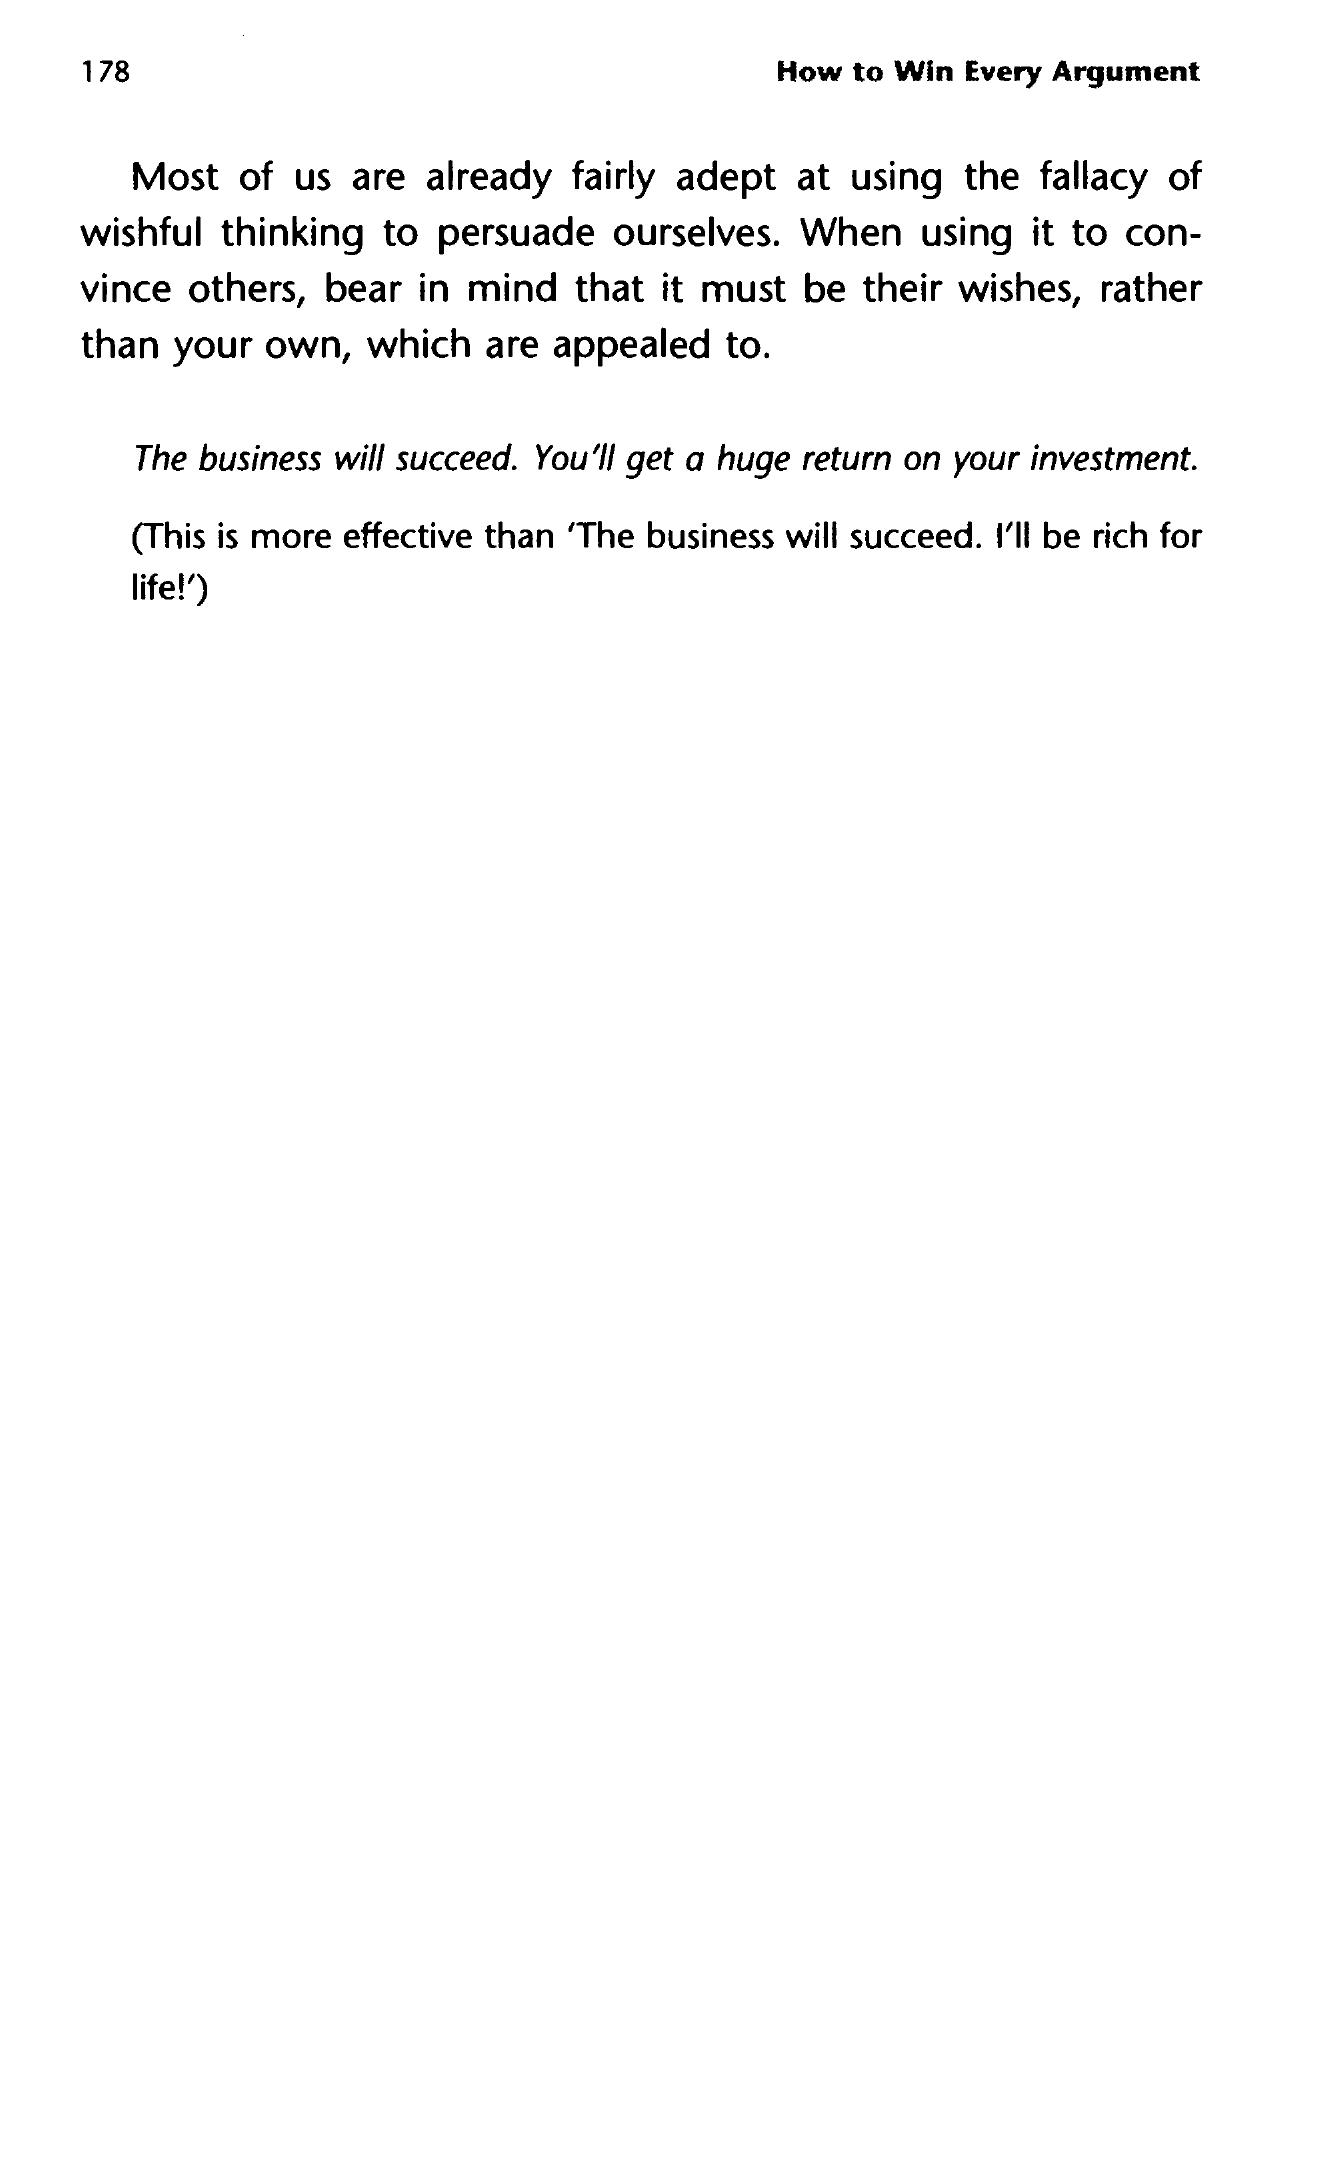 178 How to Win Every Argument
Most of us are already fairly adept at using the fallacy of
wishful thinking to persuade ourselves. When using it to con-
vince others, bear in mind that it must be their wishes, rather
than your own, which are appealed to.
The business will succeed. You'll get a huge return on your investment.
(This is more effective than 'The business will succeed. I'll be rich for
life!')